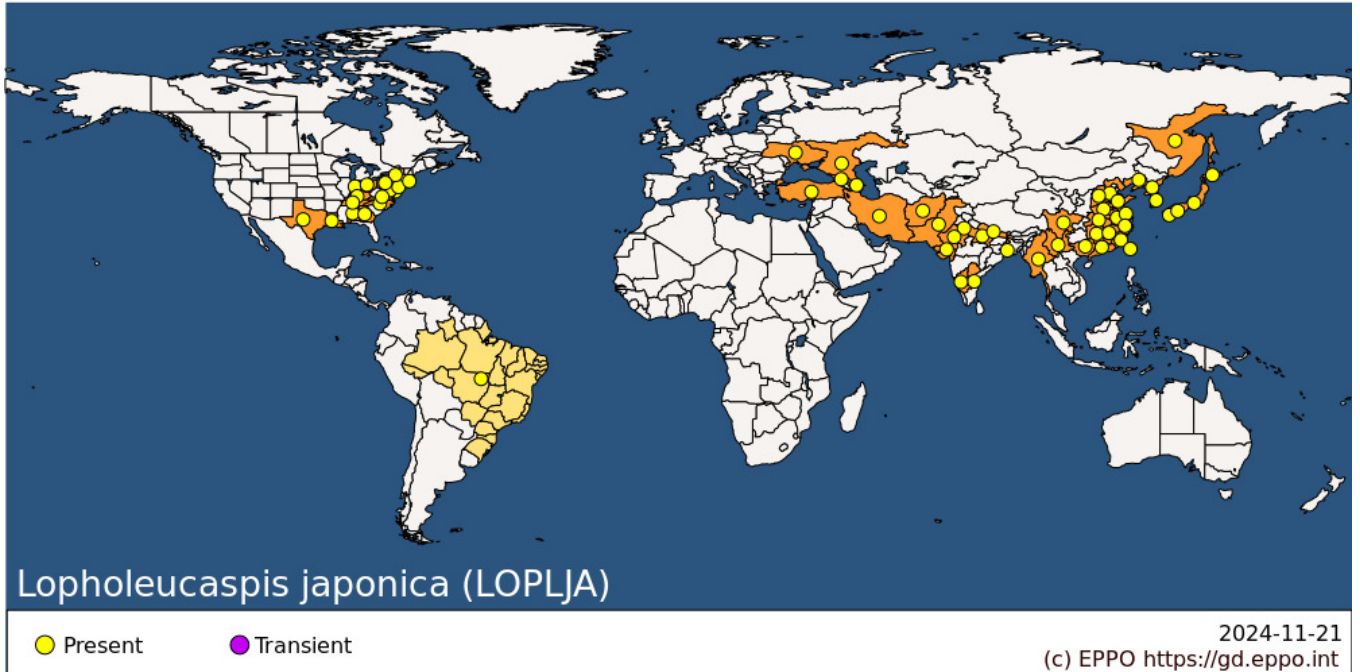 Lopholeucaspis japonica (LOPLJA)
Present
Transient
2024-11-21
(c) EPPO https://gd.eppo.int